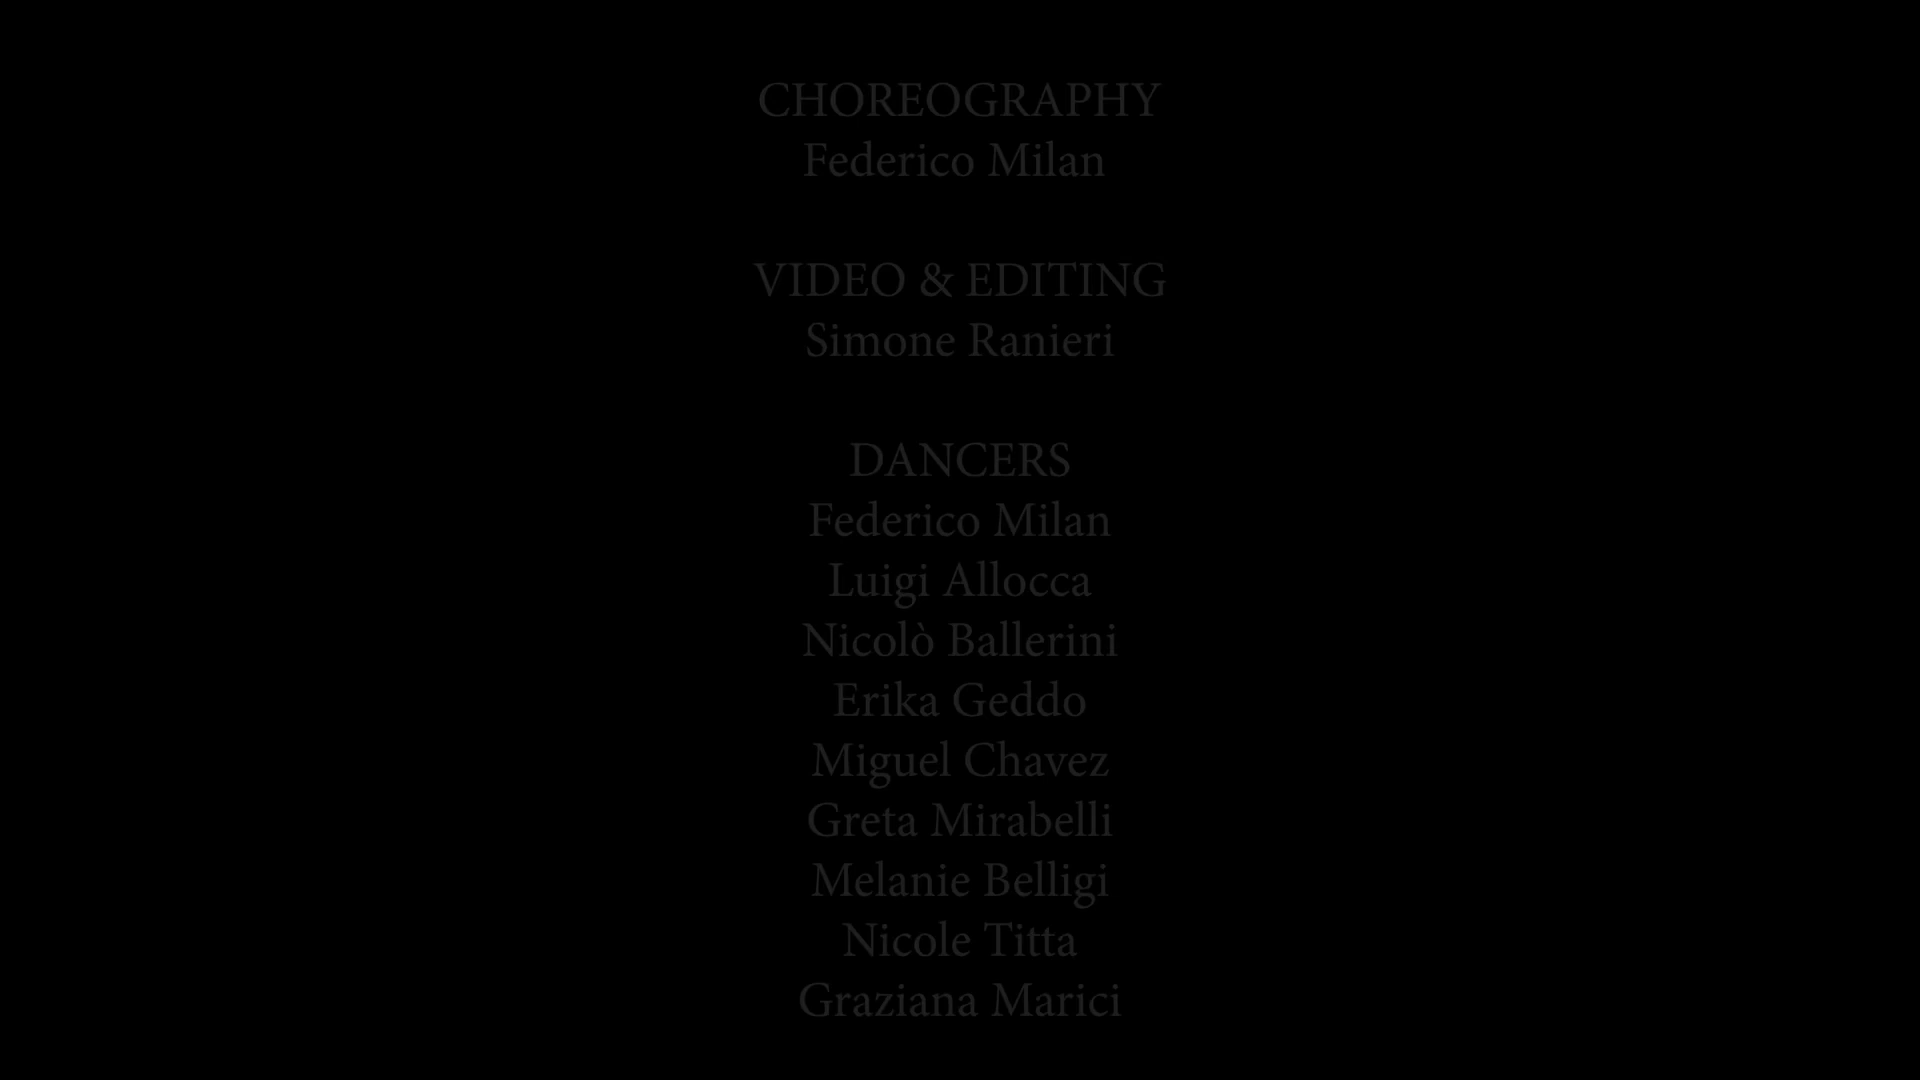 CHOREOGRAPHY
Federico Milan
VIDEO & EDITING
Simone Ranieri
DANCERS
Federico Milan
Luigi Allocca
Nicolò Ballerini
Erika Geddo
Miguel Chavez
Greta Mirabelli
Melanie Belligi
Nicole Titta
Graziana Marici